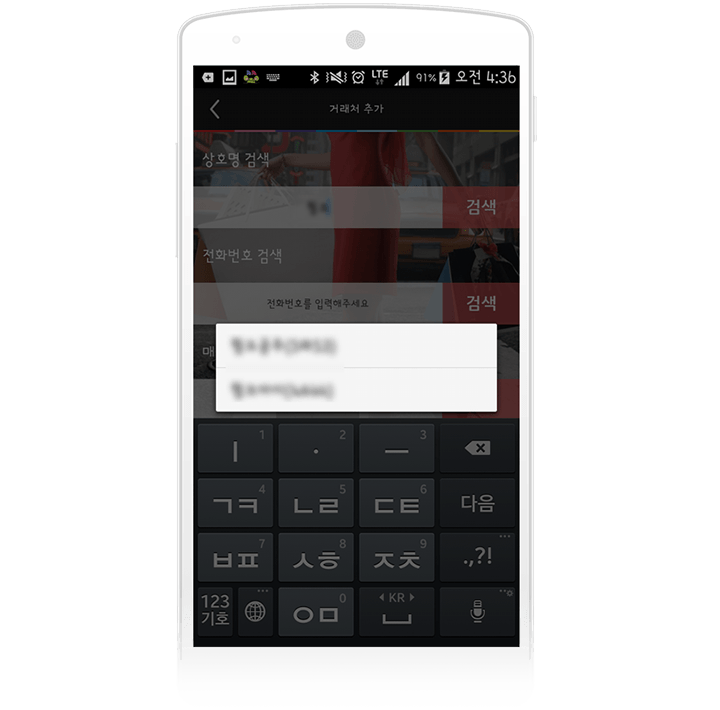 LTE 91% 오전 4:36
거래처 추가
상호명 검색
검색
전화번호 검색
전화번호를 입력해주세요 검색
매
ㅣ 1 · 2 ㅡ 3
ㄱㅋ 4 ㄴㄹ 5 ㄷㅌ 6 다음
ㅂㅍ 7 ㅅㅎ 8 ㅈㅊ 9 .,?!
123
기호 ㅇㅁ 0 KR